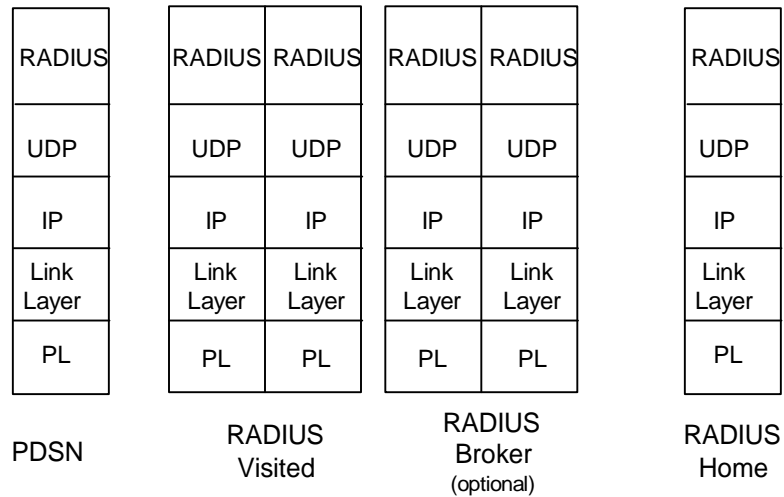 RADIUS RADIUS RADIUS RADIUS RADIUS RADIUS
UDP UDP UDP UDP UDP UDP
IP IP IP IP IP IP
Link Link Link Link Link Link
Layer Layer Layer Layer Layer Layer
PL PL PL PL PL PL
PDSN
RADIUS
Visited
RADIUS
Broker
(optional)
RADIUS
Home